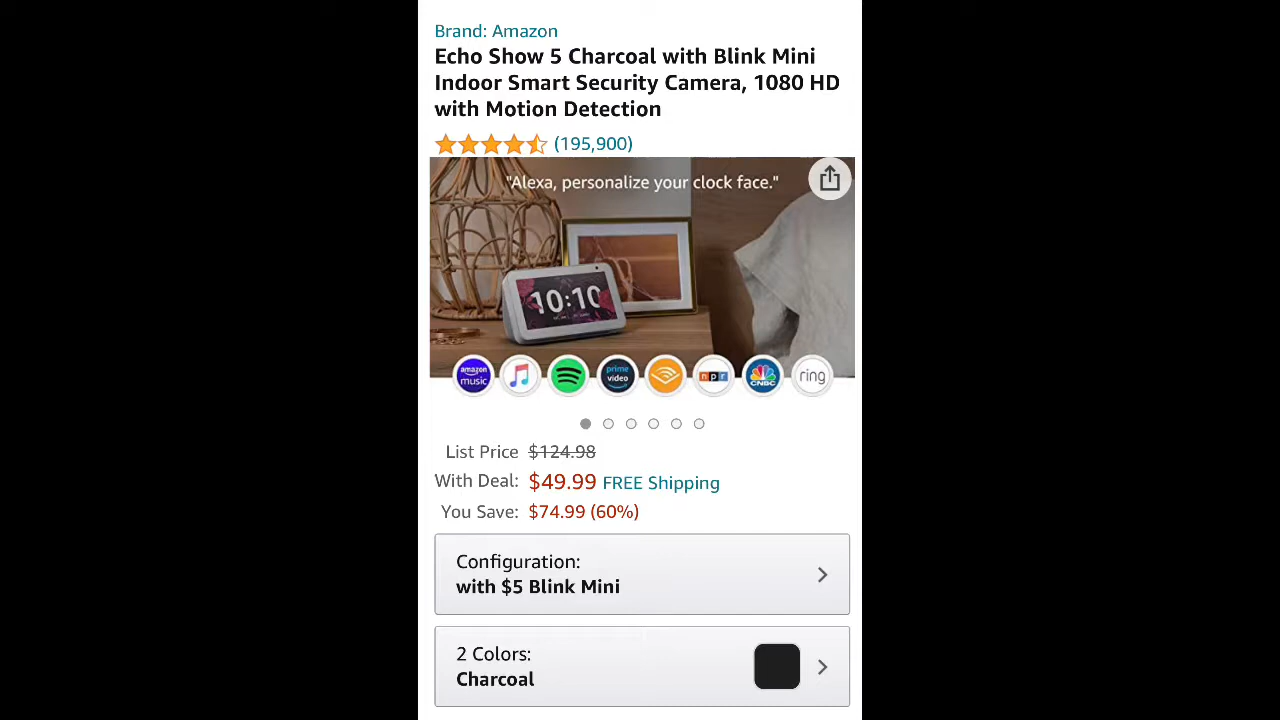 Brand: Amazon
Echo Show 5 Charcoal with Blink Mini
Indoor Smart Security Camera, 1080 HD
with Motion Detection
(195,900)
"Alexa, personalize your clock face."
10:10
amazon music
prime video
npr
CNBC
ring
List Price $124.98
With Deal: $49.99 FREE Shipping
You Save: $74.99 (60%)
Configuration:
with $5 Blink Mini
2 Colors:
Charcoal